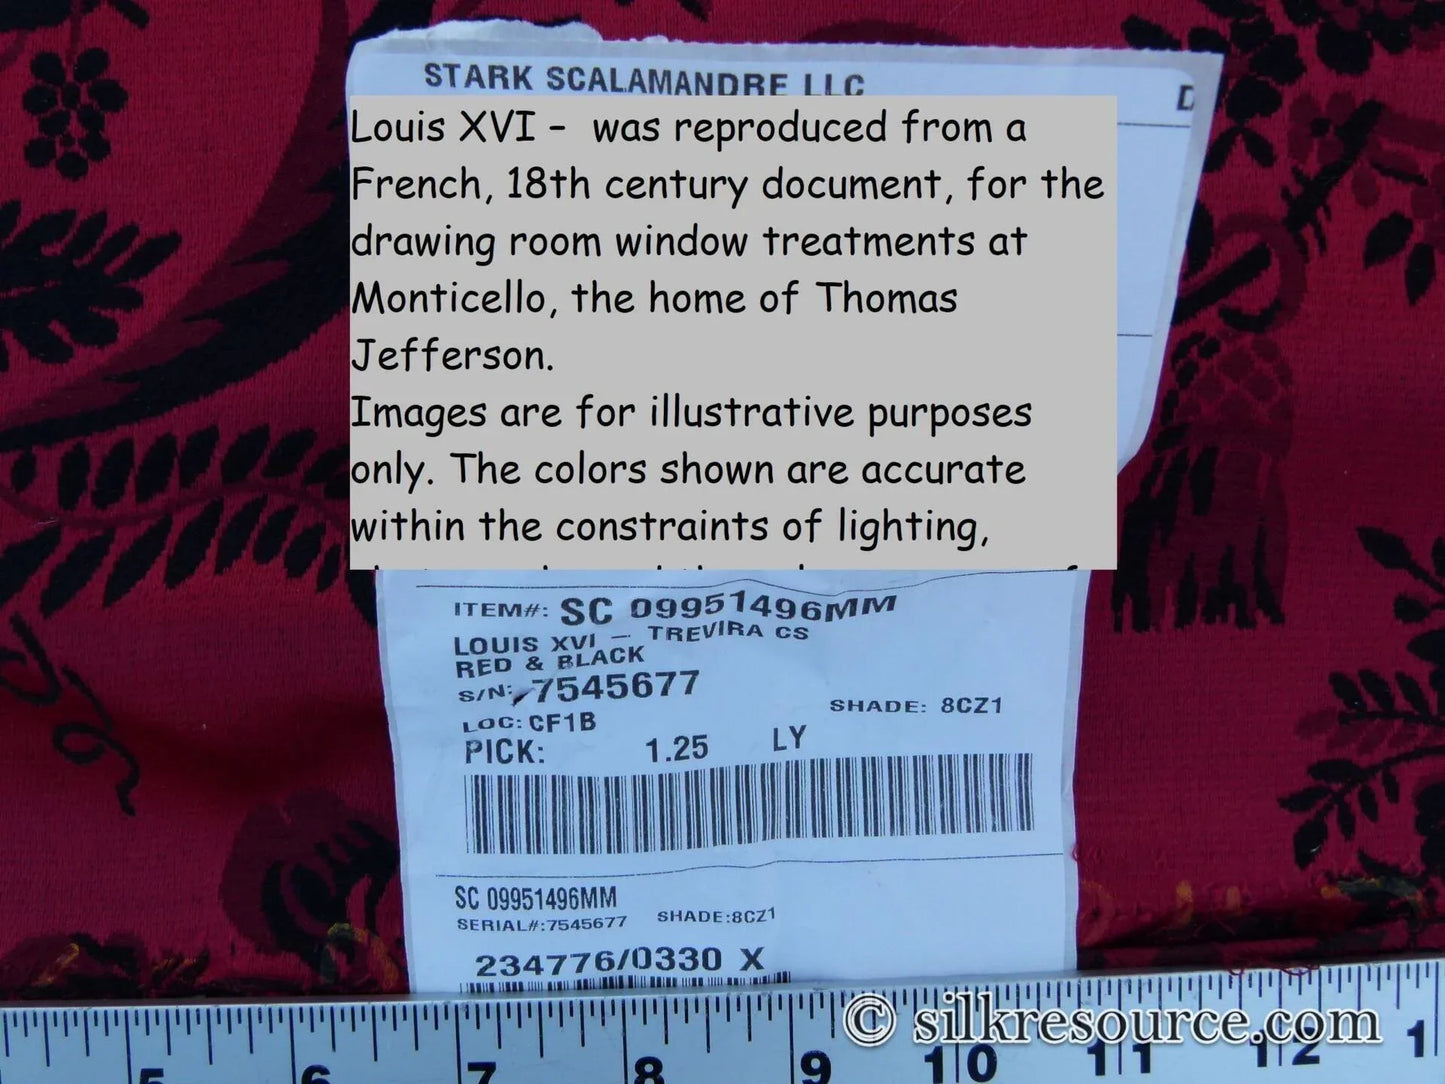 STARK SCALAMANDRE LLC
D
Louis XVI – was reproduced from a
French, 18th century document, for the
drawing room window treatments at
Monticello, the home of Thomas
Jefferson.
Images are for illustrative purposes
only. The colors shown are accurate
within the constraints of lighting,
ITEM#: SC 09951496MM
LOUIS XVI – TREVIRA CS
RED & BLACK
S/N: 7545677
SHADE: 8CZ1
LOC: CF1B
PICK: 1.25 LY
SC 09951496MM
SERIAL#:7545677 SHADE:8CZ1
234776/0330 X
© silkresource.com
5 6 7 8 9 10 11 12 1